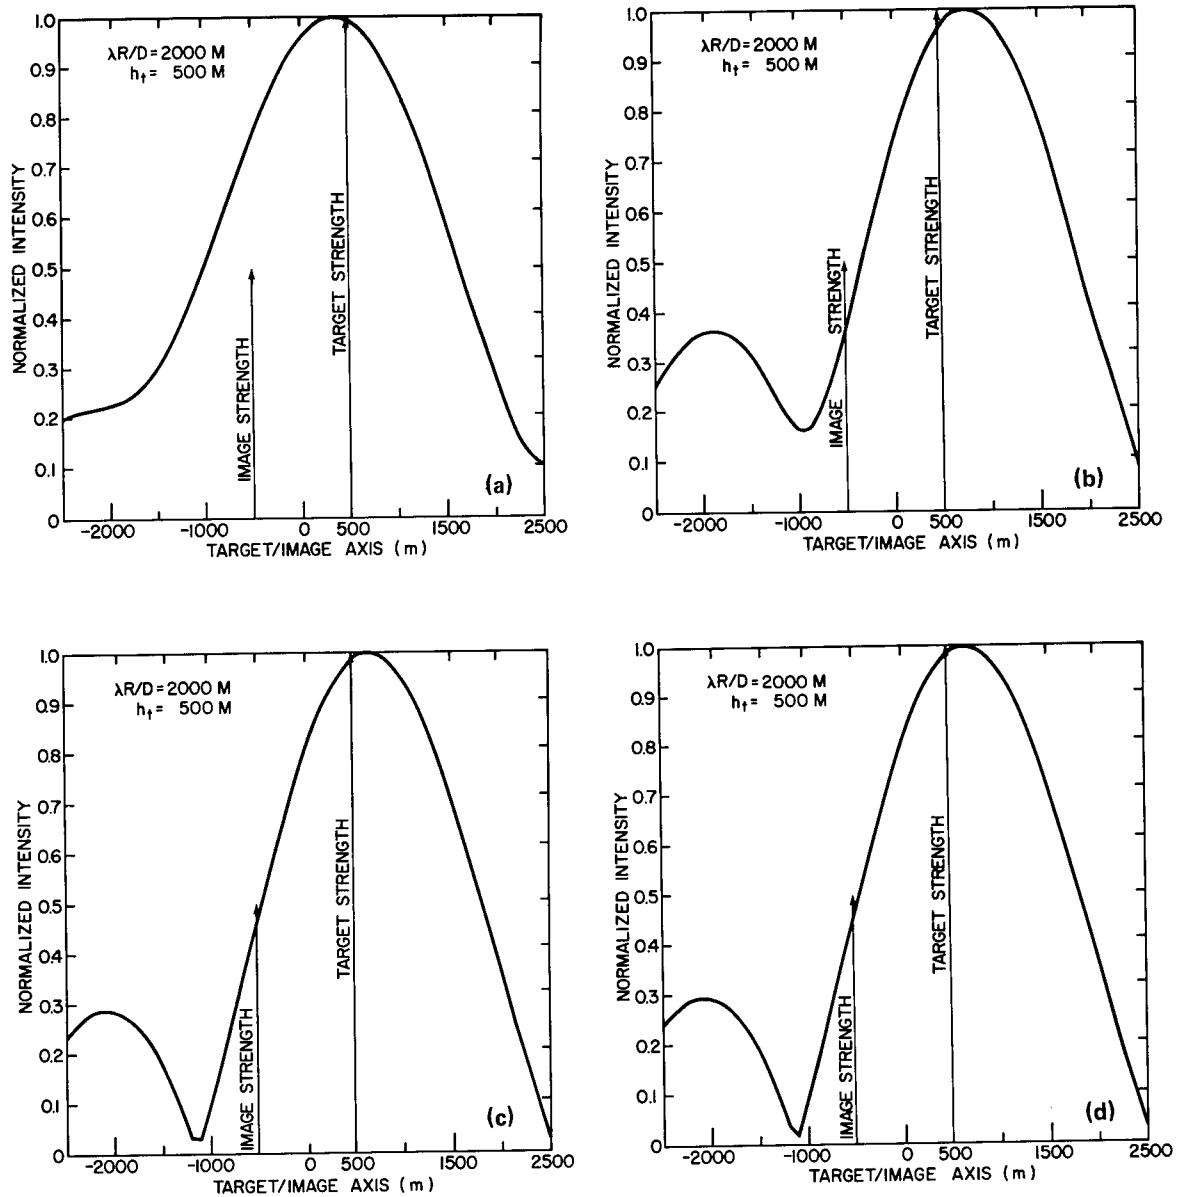 1.0
0.9
0.8
0.7
0.6
0.5
0.4
0.3
0.2
0.1
0
NORMALIZED INTENSITY
λR/D = 2000 M
hₜ = 500 M
IMAGE STRENGTH
TARGET STRENGTH
(a)
-2000 -1000 0 500 1500 2500
TARGET/IMAGE AXIS (m)
1.0
0.9
0.8
0.7
0.6
0.5
0.4
0.3
0.2
0.1
0
NORMALIZED INTENSITY
λR/D = 2000 M
hₜ = 500 M
IMAGE STRENGTH
TARGET STRENGTH
(b)
-2000 -1000 0 500 1500 2500
TARGET/IMAGE AXIS (m)
1.0
0.9
0.8
0.7
0.6
0.5
0.4
0.3
0.2
0.1
0
NORMALIZED INTENSITY
λR/D = 2000 M
hₜ = 500 M
IMAGE STRENGTH
TARGET STRENGTH
(c)
-2000 -1000 0 500 1500 2500
TARGET/IMAGE AXIS (m)
1.0
0.9
0.8
0.7
0.6
0.5
0.4
0.3
0.2
0.1
0
NORMALIZED INTENSITY
λR/D = 2000 M
hₜ = 500 M
IMAGE STRENGTH
TARGET STRENGTH
(d)
-2000 -1000 0 500 1500 2500
TARGET/IMAGE AXIS (m)